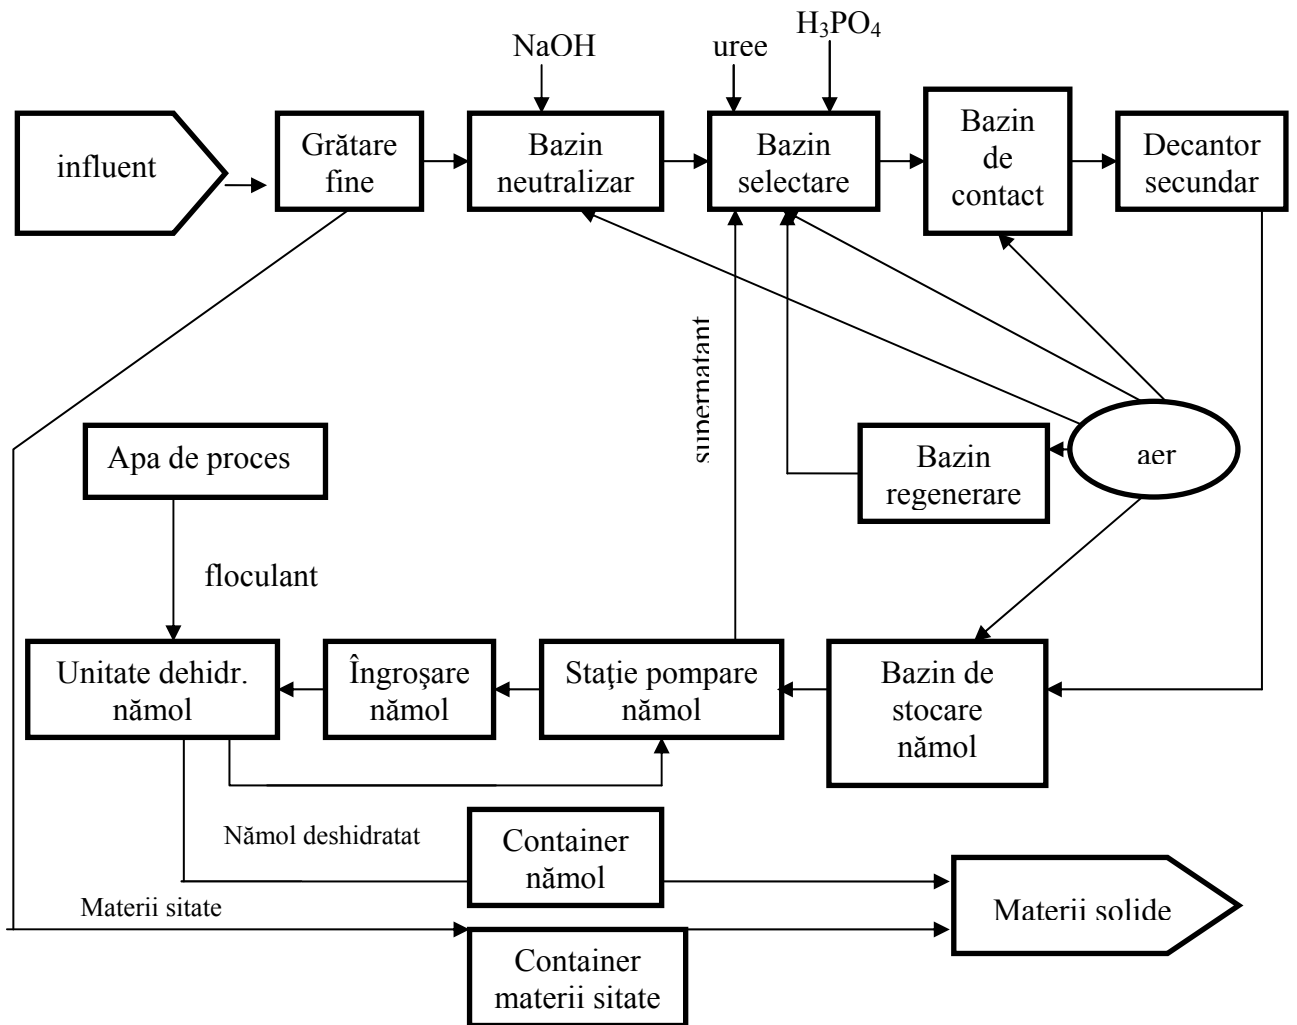 H₃PO₄
NaOH
uree
influent
Grătare
fine
Bazin
neutralizar
Bazin
selectare
Bazin
de
contact
Decantor
secundar
supernatant
Apa de proces
Bazin
regenerare
aer
floculant
Unitate dehidr.
nămol
Îngroşare
nămol
Staţie pompare
nămol
Bazin de
stocare
nămol
Nămol deshidratat
Container
nămol
Materii sitate
Materii solide
Container
materii sitate